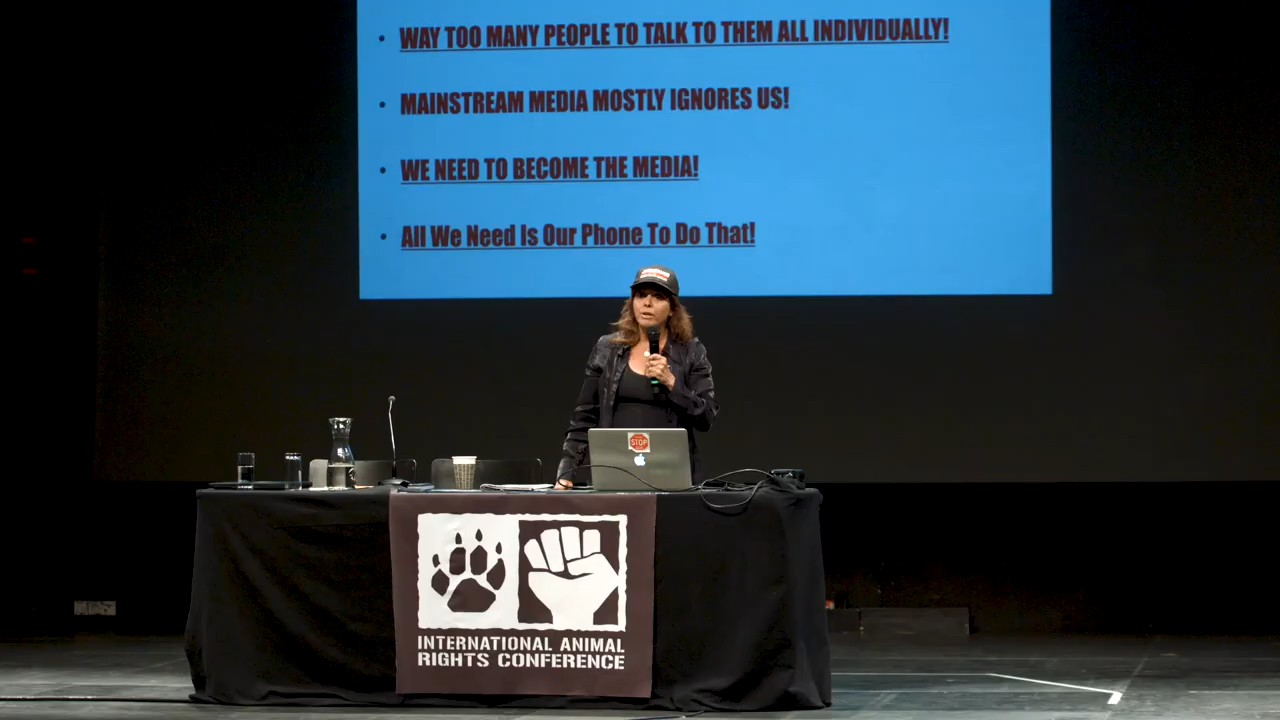 WAY TOO MANY PEOPLE TO TALK TO THEM ALL INDIVIDUALLY!
MAINSTREAM MEDIA MOSTLY IGNORES US!
WE NEED TO BECOME THE MEDIA!
All We Need Is Our Phone To Do That!
STOP
INTERNATIONAL ANIMAL
RIGHTS CONFERENCE